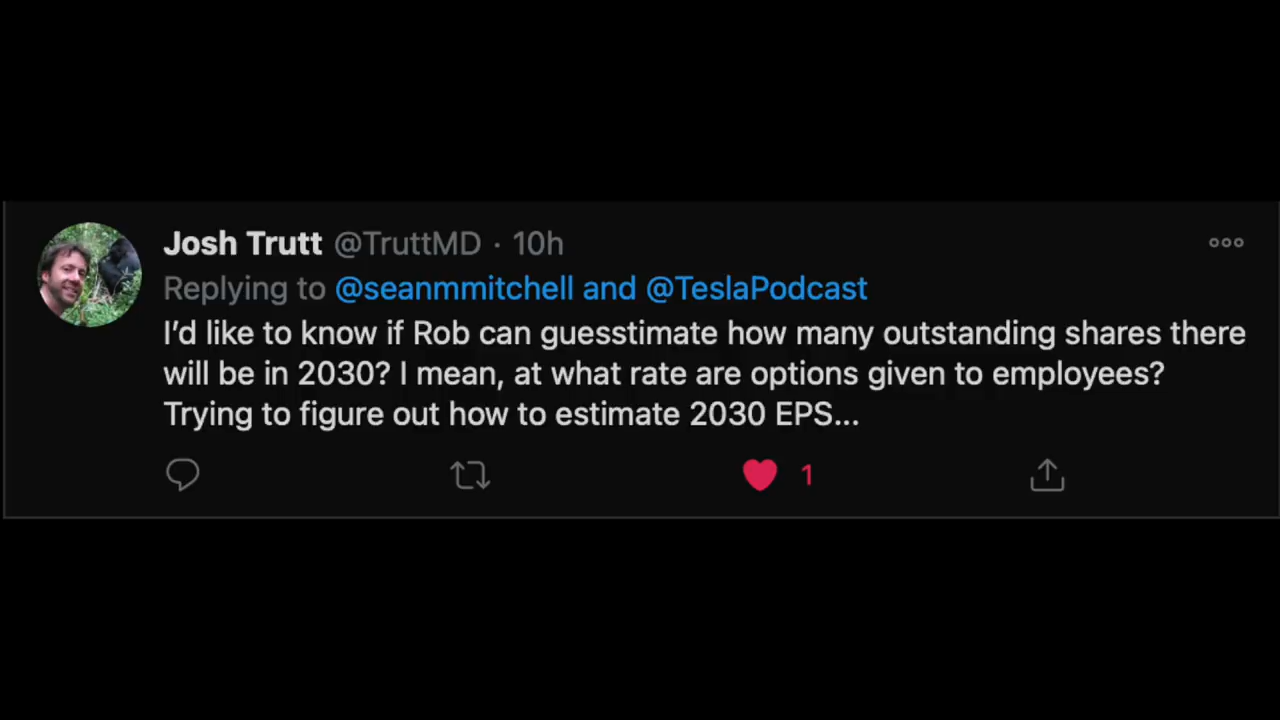 Josh Trutt @TruttMD · 10h
Replying to @seanmmitchell and @TeslaPodcast
I’d like to know if Rob can guesstimate how many outstanding shares there
will be in 2030? I mean, at what rate are options given to employees?
Trying to figure out how to estimate 2030 EPS...
1